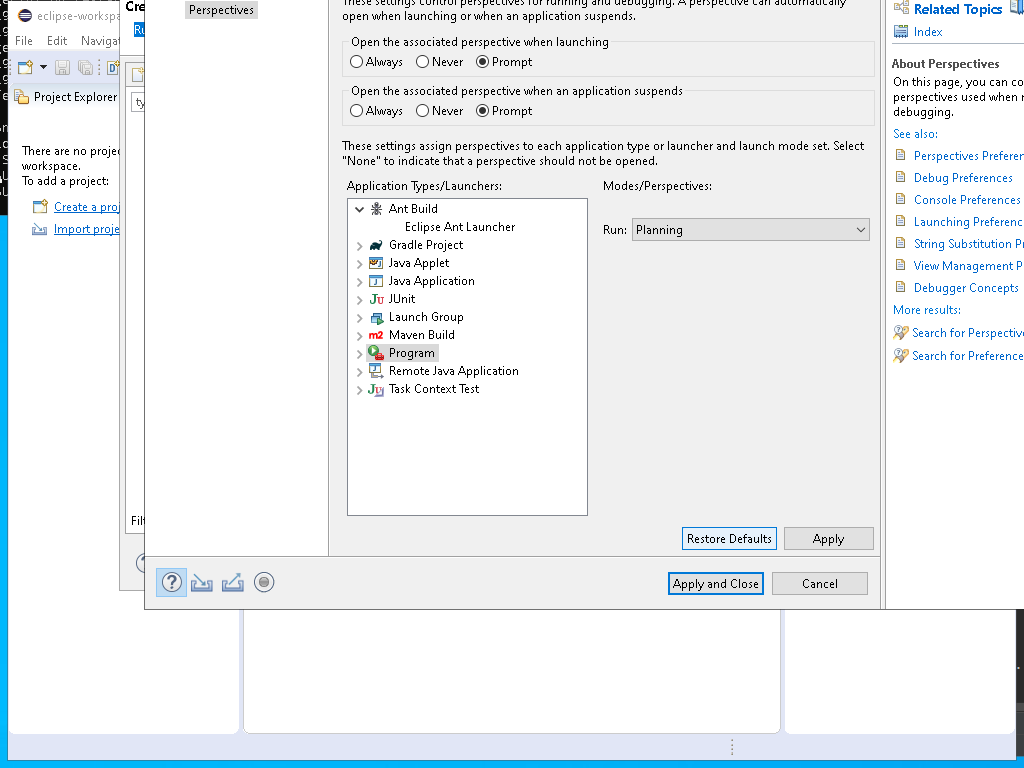 eclipse-workspa
File Edit Navigat
Project Explorer
There are no projec
workspace.
To add a project:
Create a proj
Import proje
Cre
Ru
ty
Filt
Perspectives
These settings control perspectives for running and debugging. A perspective can automatically
open when launching or when an application suspends.
Open the associated perspective when launching
Always Never Prompt
Open the associated perspective when an application suspends
Always Never Prompt
These settings assign perspectives to each application type or launcher and launch mode set. Select
"None" to indicate that a perspective should not be opened.
Application Types/Launchers:
Modes/Perspectives:
Ant Build
Eclipse Ant Launcher
Gradle Project
Java Applet
Java Application
JUnit
Launch Group
Maven Build
Program
Remote Java Application
Task Context Test
Run: Planning
Restore Defaults Apply
Apply and Close Cancel
Related Topics
Index
About Perspectives
On this page, you can co
perspectives used when r
debugging.
See also:
Perspectives Preferen
Debug Preferences
Console Preferences
Launching Preferenc
String Substitution P
View Management P
Debugger Concepts
More results:
Search for Perspective
Search for Preference